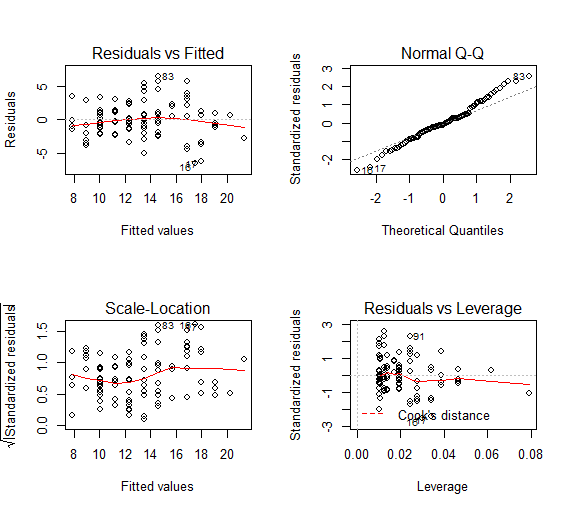 Residuals vs Fitted
Residuals
5
0
-5
83
17
8 10 12 14 16 18 20
Fitted values
Normal Q-Q
Standardized residuals
3
2
0
-2
83
16 17
-2 -1 0 1 2
Theoretical Quantiles
Scale-Location
√|Standardized residuals|
1.5
1.0
0.5
0.0
83
17
8 10 12 14 16 18 20
Fitted values
Residuals vs Leverage
Standardized residuals
3
1
-1
-3
91
Cook's distance
0.00 0.02 0.04 0.06 0.08
Leverage